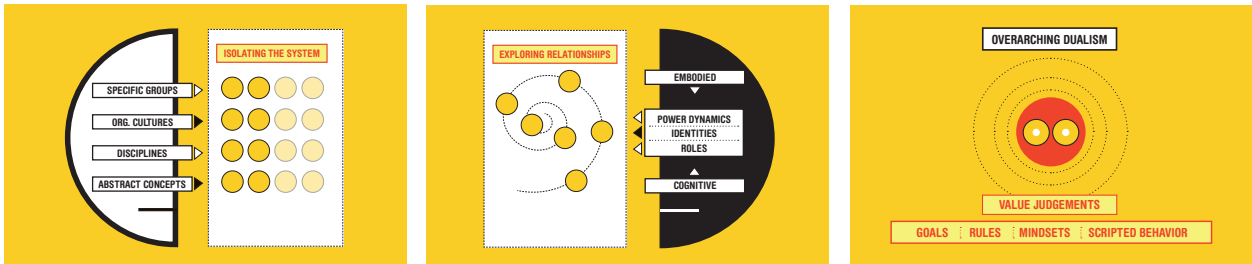 ISOLATING THE SYSTEM
SPECIFIC GROUPS
ORG. CULTURES
DISCIPLINES
ABSTRACT CONCEPTS
EXPLORING RELATIONSHIPS
EMBODIED
POWER DYNAMICS
IDENTITIES
ROLES
COGNITIVE
OVERARCHING DUALISM
VALUE JUDGEMENTS
GOALS RULES MINDSETS SCRIPTED BEHAVIOR